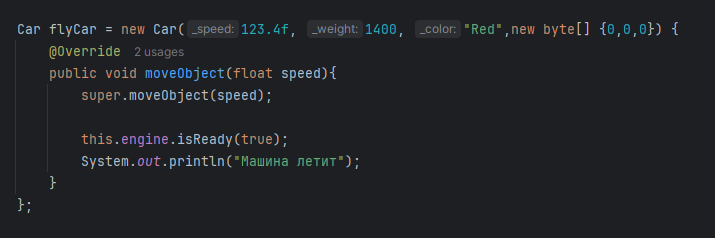 Car flyCar = new Car( _speed: 123.4f, _weight: 1400, _color: "Red",new byte[] {0,0,0}) {
@Override 2 usages
public void moveObject(float speed){
super.moveObject(speed);
this.engine.isReady(true);
System.out.println("Машина летит");
}
};